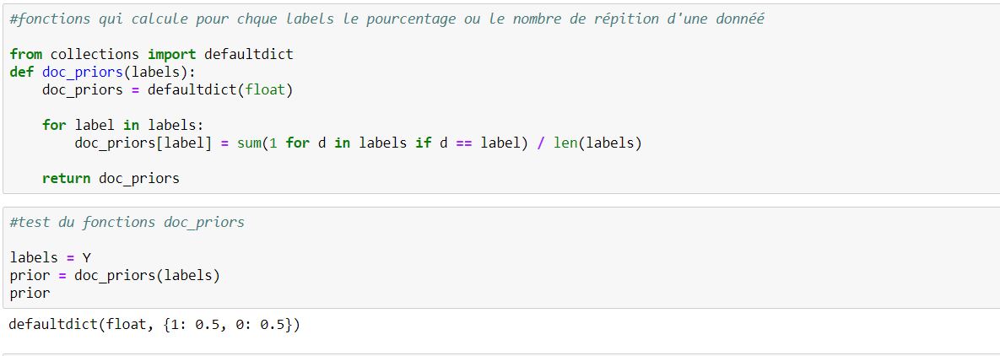 #fonctions qui calcule pour chque labels le pourcentage ou le nombre de répition d'une donnéé
from collections import defaultdict
def doc_priors(labels):
    doc_priors = defaultdict(float)
    for label in labels:
        doc_priors[label] = sum(1 for d in labels if d == label) / len(labels)
    return doc_priors
#test du fonctions doc_priors
labels = Y
prior = doc_priors(labels)
prior
defaultdict(float, {1: 0.5, 0: 0.5})